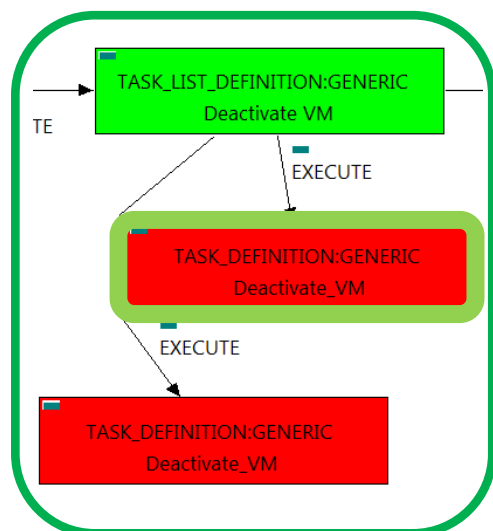 TASK_LIST_DEFINITION:GENERIC
Deactivate VM
TE
EXECUTE
TASK_DEFINITION:GENERIC
Deactivate_VM
EXECUTE
TASK_DEFINITION:GENERIC
Deactivate_VM